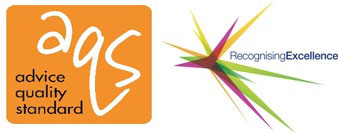 aqs
advice
quality
standard
RecognisingExcellence